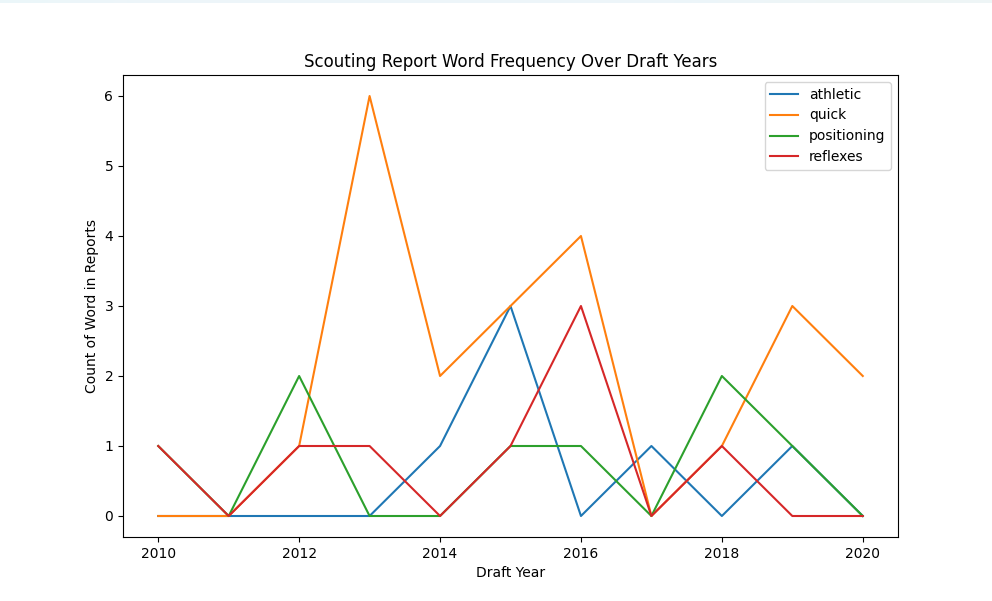 Scouting Report Word Frequency Over Draft Years
athletic
quick
positioning
reflexes
6
5
4
3
2
1
0
Count of Word in Reports
2010 2012 2014 2016 2018 2020
Draft Year